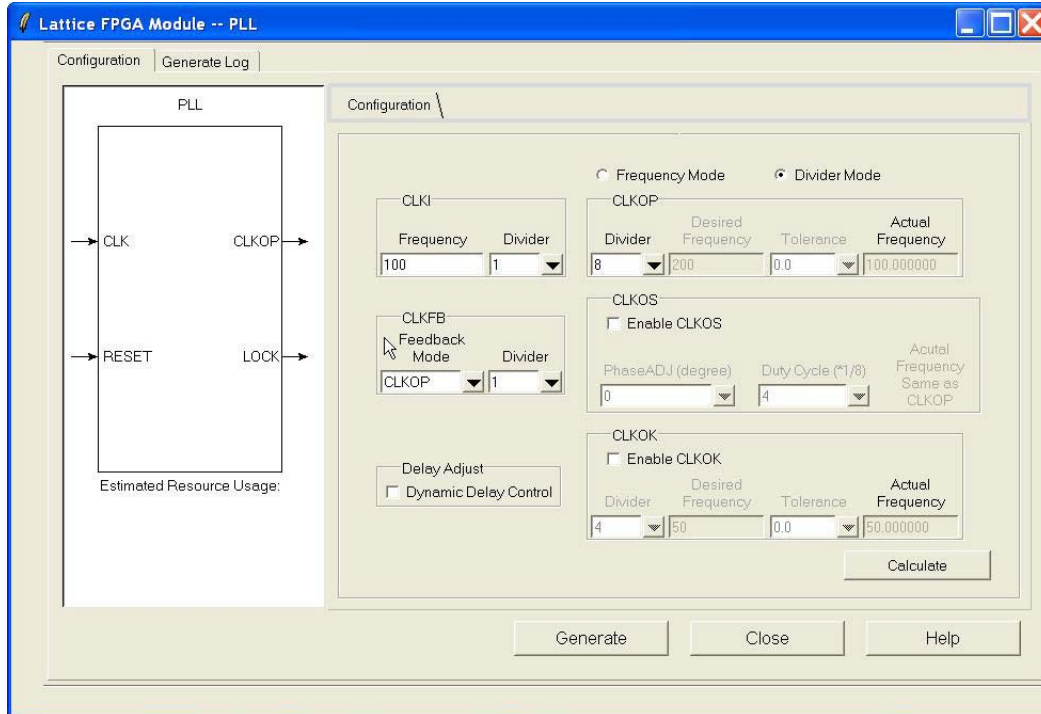 Lattice FPGA Module -- PLL
Configuration Generate Log
PLL
CLK CLKOP
RESET LOCK
Estimated Resource Usage:
Configuration
Frequency Mode Divider Mode
CLKI
Frequency Divider
100 1
CLKOP
Divider Desired Frequency Tolerance Actual Frequency
8 200 0.0 100.000000
CLKFB
Feedback Mode Divider
CLKOP 1
CLKOS
Enable CLKOS
PhaseADJ (degree) Duty Cycle (*1/8) Acutal Frequency Same as CLKOP
0 4
Delay Adjust
Dynamic Delay Control
CLKOK
Enable CLKOK
Divider Desired Frequency Tolerance Actual Frequency
4 50 0.0 50.000000
Calculate
Generate Close Help